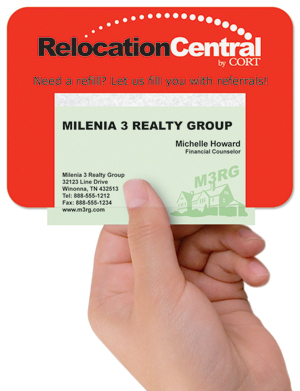 RelocationCentral
by CORT
Need a refill? Let us fill you with referrals!
MILENIA 3 REALTY GROUP
Michelle Howard
Financial Counselor
M3RG
Milenia 3 Realty Group
32123 Line Drive
Winonna, TN 432513
Tel: 888-555-1212
Fax: 888-555-1234
www.m3rg.com